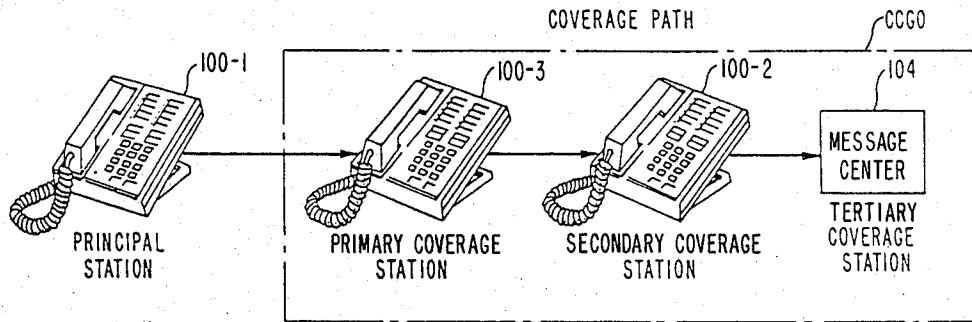 COVERAGE PATH
CCGO
100-1
100-3
100-2
104
MESSAGE
CENTER
PRINCIPAL
STATION
PRIMARY COVERAGE
STATION
SECONDARY COVERAGE
STATION
TERTIARY
COVERAGE
STATION